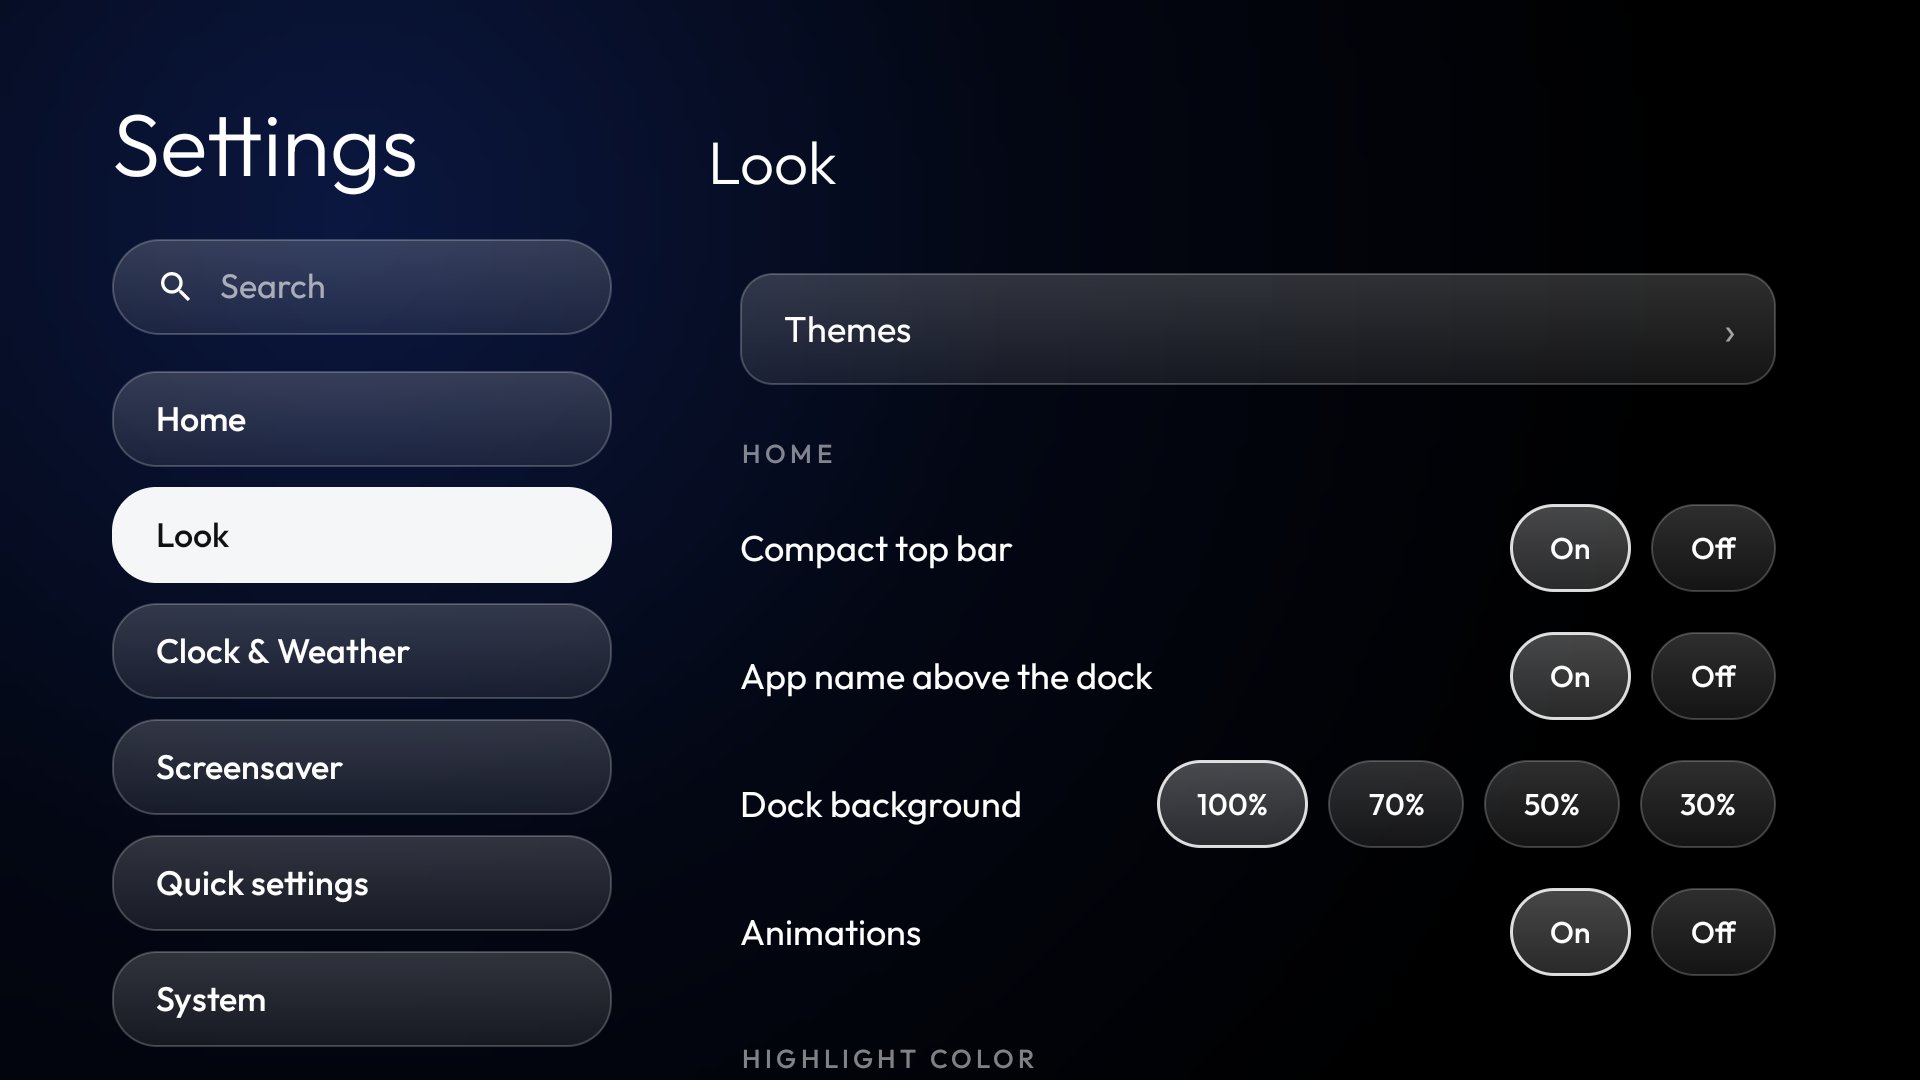 Settings
Search
Home
Look
Clock & Weather
Screensaver
Quick settings
System
Look
Themes ›
HOME
Compact top bar On Off
App name above the dock On Off
Dock background 100% 70% 50% 30%
Animations On Off
HIGHLIGHT COLOR